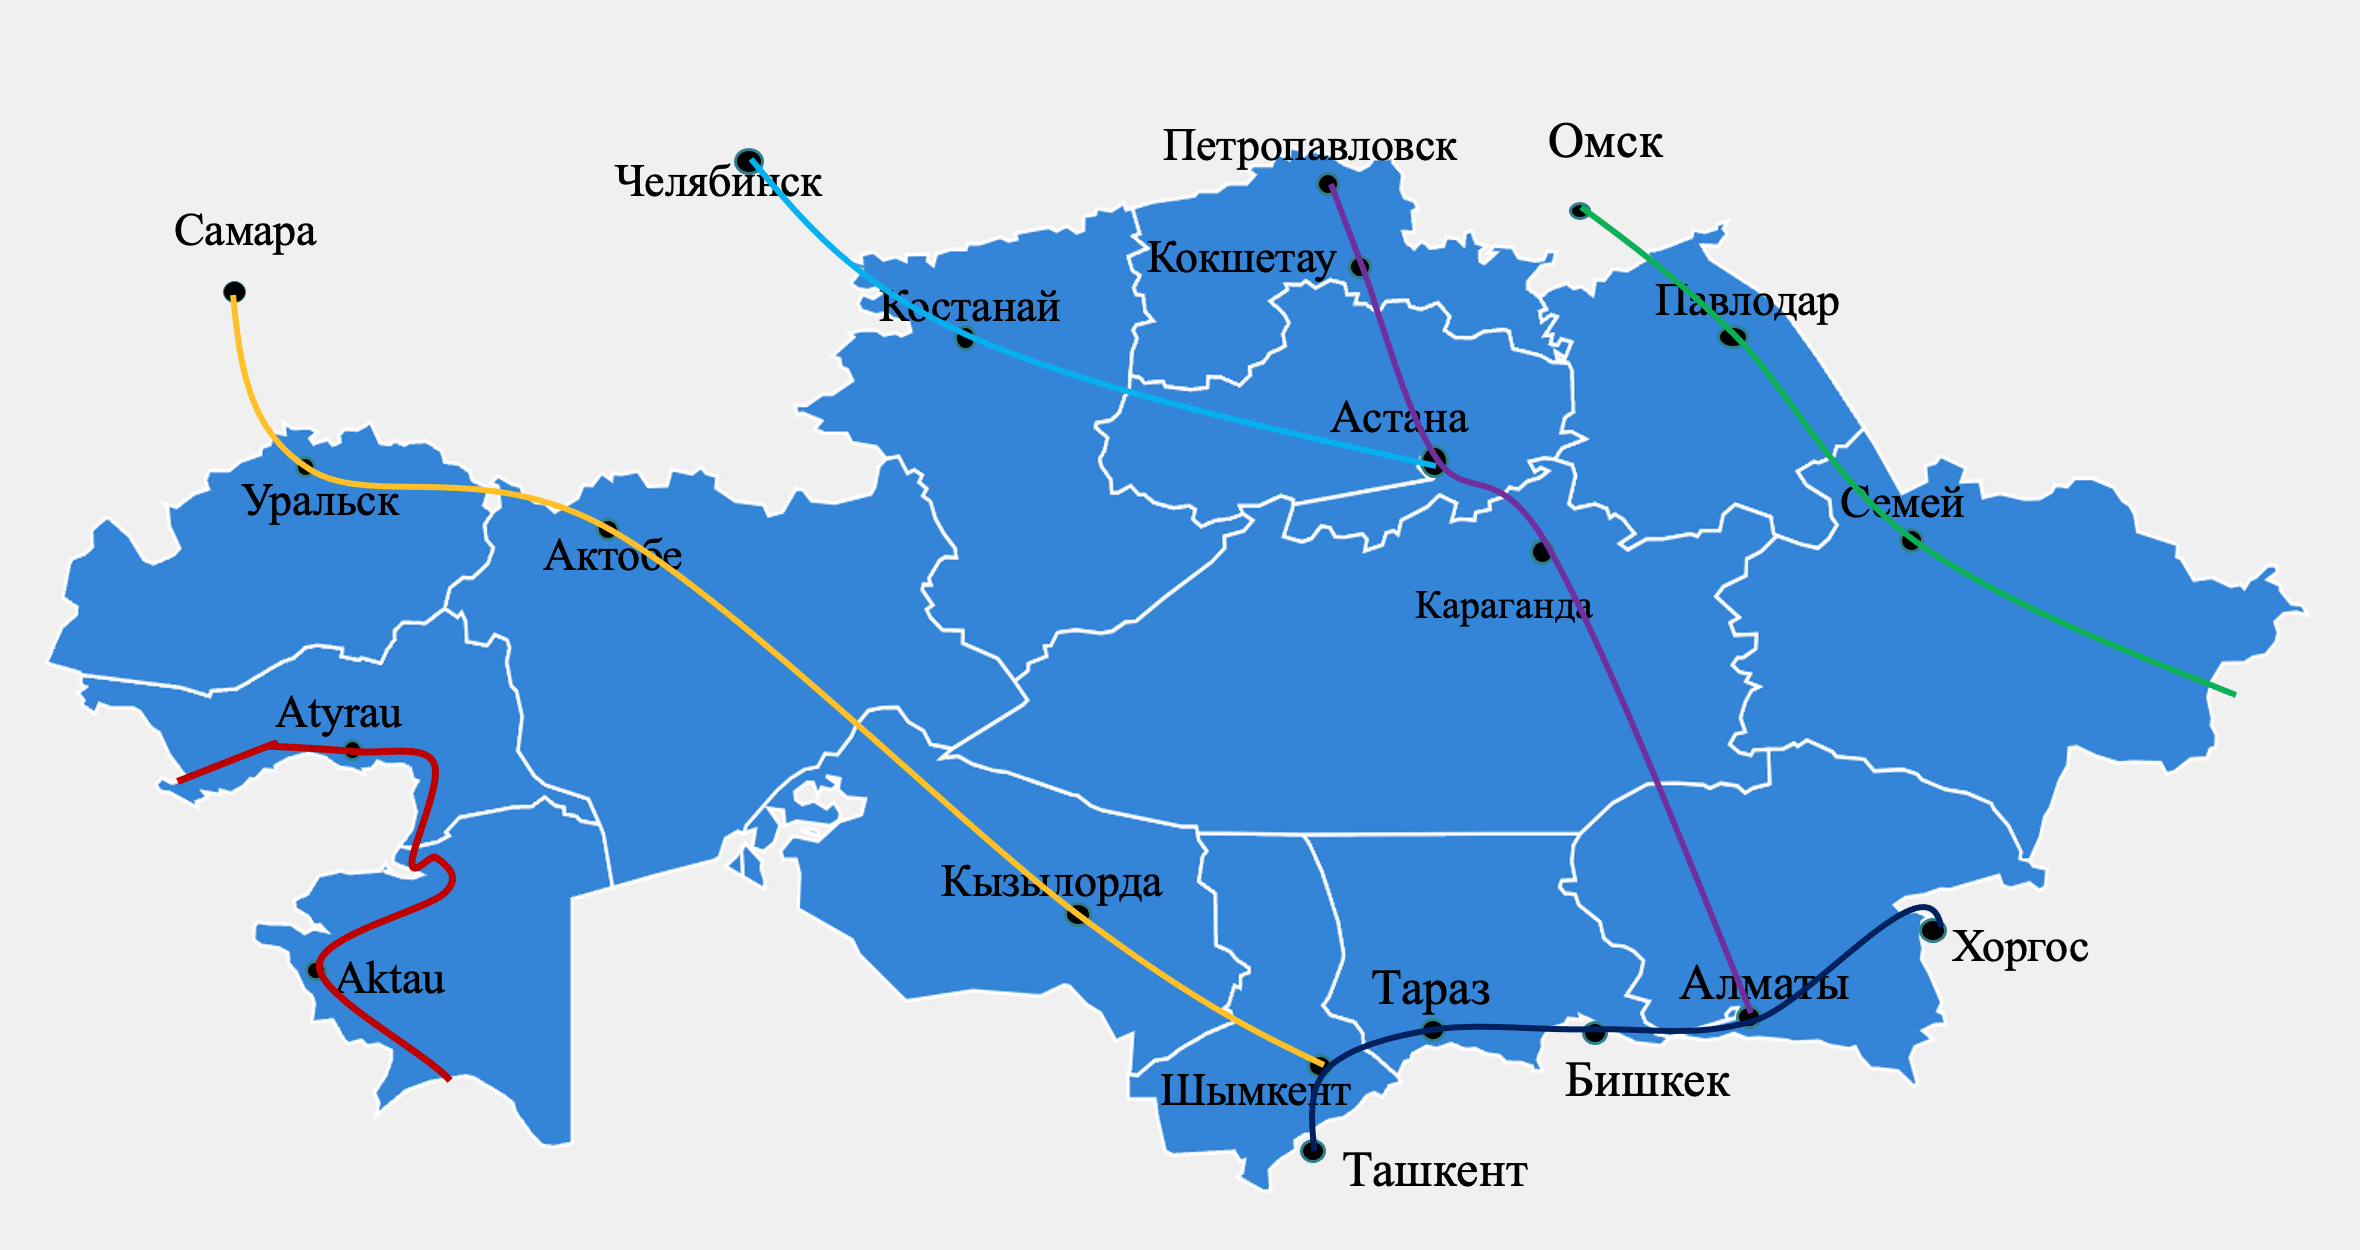 Петропавловск
Омск
Челябинск
Самара
Кокшетау
Костанай
Павлодар
Астана
Уральск
Семей
Актобе
Караганда
Atyrau
Кызылорда
Хоргос
Aktau
Тараз
Алматы
Бишкек
Шымкент
Ташкент